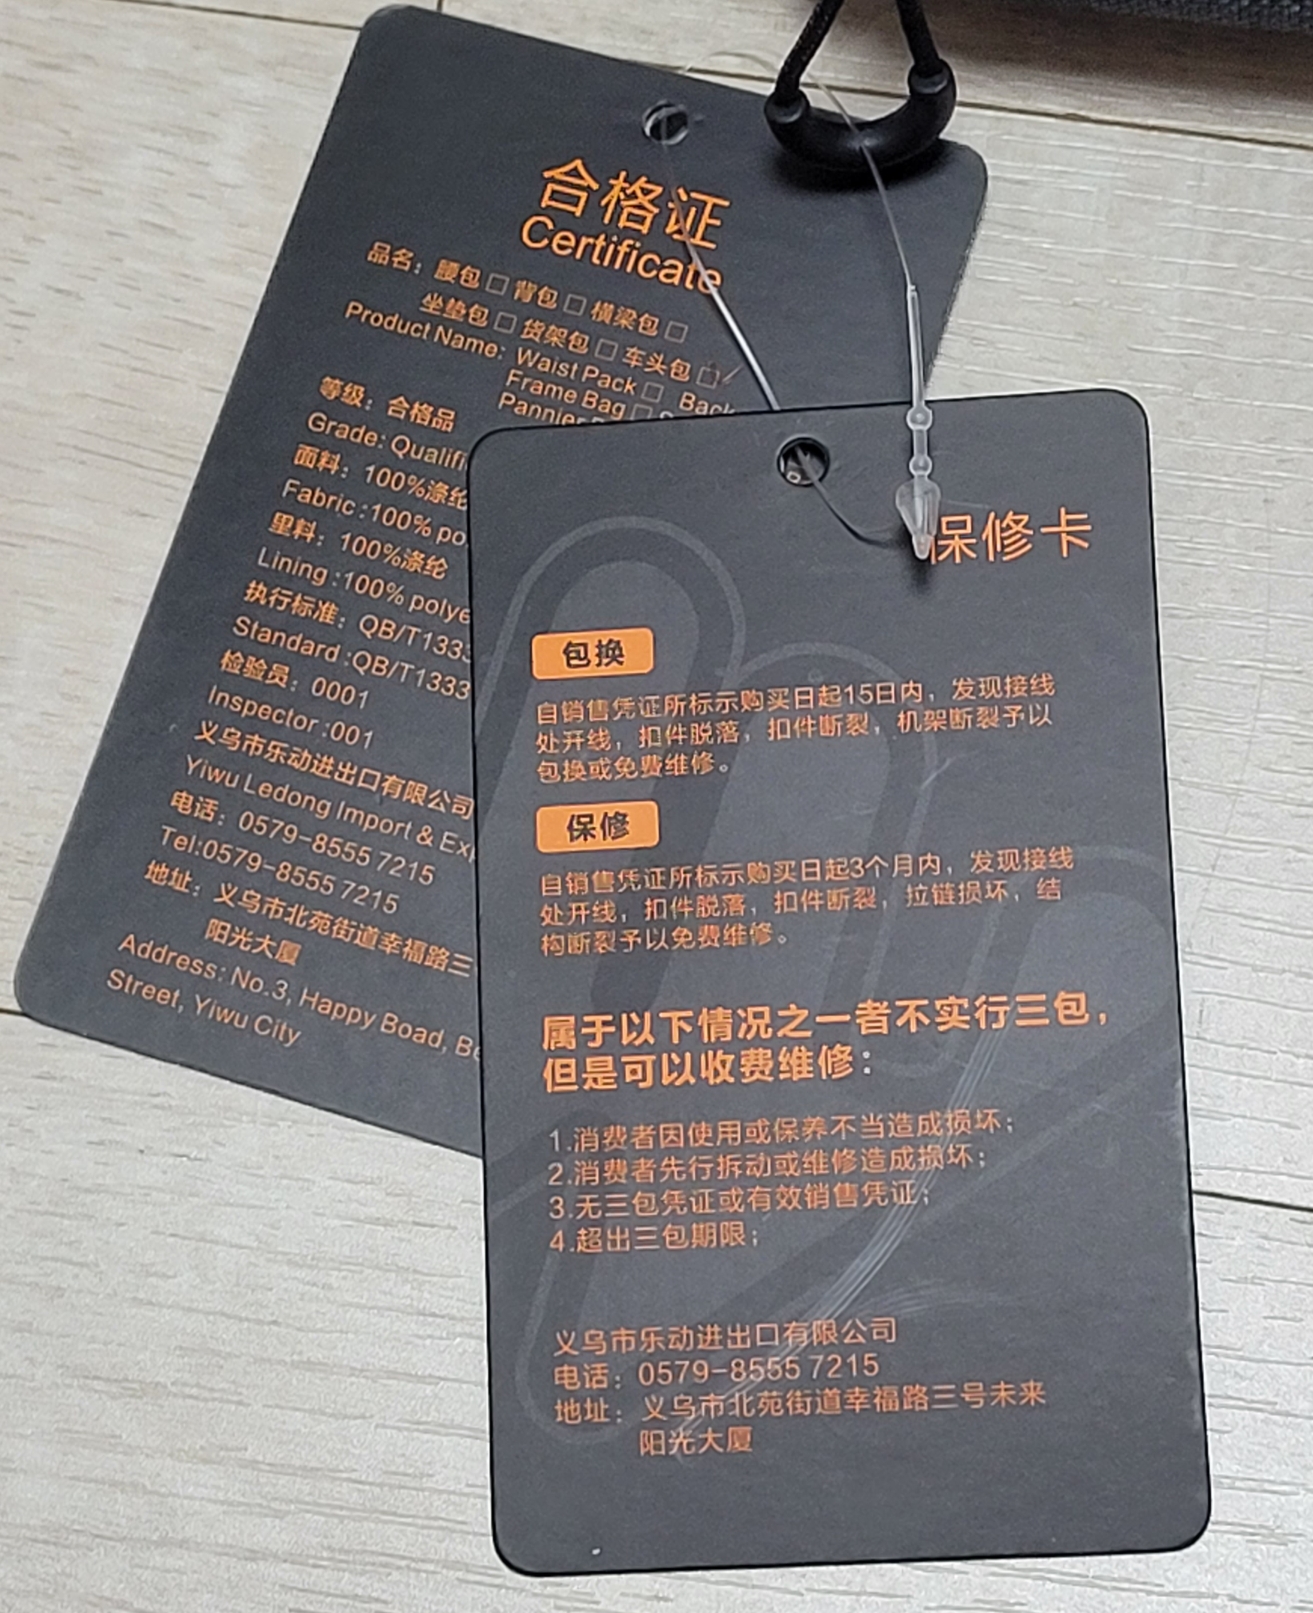 合格证
Certificate
品名：腰包□ 背包□ 横梁包□
坐垫包□ 货架包□ 车头包□✓
Product Name: Waist Pack□ Back
Frame Bag□
Pannier
等级：合格品
Grade: Qualifi
面料：100%涤纶
Fabric :100% po
里料：100%涤纶
Lining :100% polye
执行标准：QB/T1333
Standard :QB/T1333
检验员：0001
Inspector :001
义乌市乐动进出口有限公司
Yiwu Ledong Import & Exp
电话：0579-8555 7215
Tel:0579-8555 7215
地址：义乌市北苑街道幸福路三
阳光大厦
Address: No.3, Happy Boad, Be
Street, Yiwu City
保修卡
包换
自销售凭证所标示购买日起15日内，发现接线
处开线，扣件脱落，扣件断裂，机架断裂予以
包换或免费维修。
保修
自销售凭证所标示购买日起3个月内，发现接线
处开线，扣件脱落，扣件断裂，拉链损坏，结
构断裂予以免费维修。
属于以下情况之一者不实行三包，
但是可以收费维修：
1.消费者因使用或保养不当造成损坏；
2.消费者先行拆动或维修造成损坏；
3.无三包凭证或有效销售凭证；
4.超出三包期限；
义乌市乐动进出口有限公司
电话：0579-8555 7215
地址：义乌市北苑街道幸福路三号未来
阳光大厦